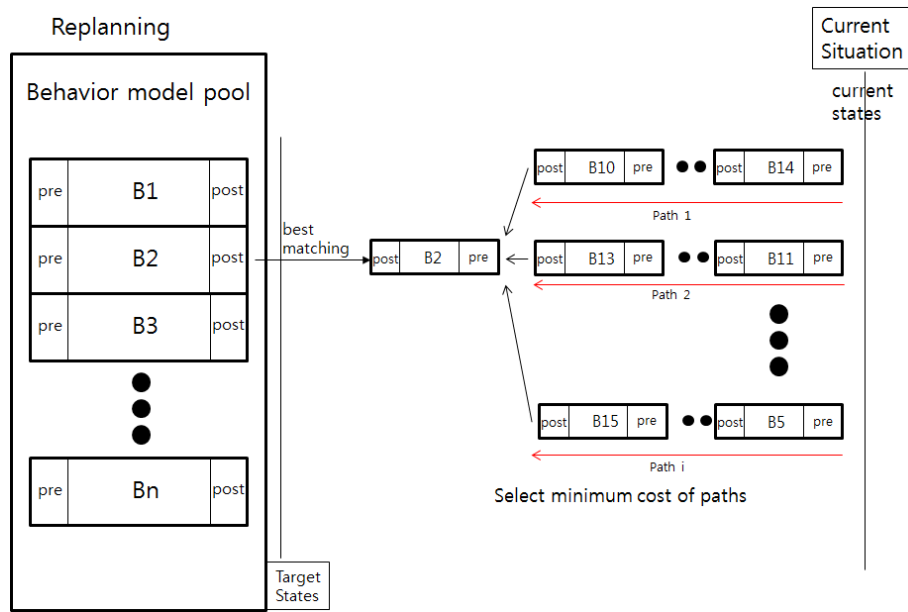 Replanning
Current
Situation
Behavior model pool
current
states
pre B1 post
pre B2 post
pre B3 post
pre Bn post
best
matching
post B2 pre
post B10 pre
post B14 pre
Path 1
post B13 pre
post B11 pre
Path 2
post B15 pre
post B5 pre
Path i
Select minimum cost of paths
Target
States